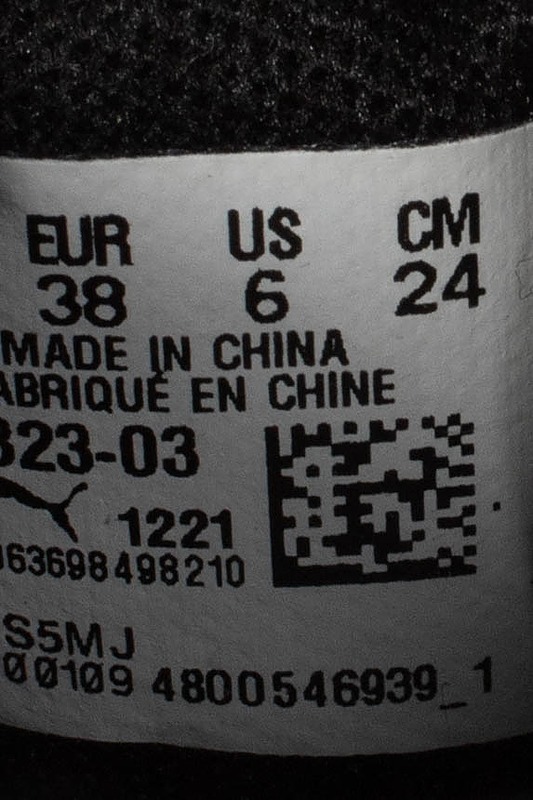 EUR US CM
38 6 24
MADE IN CHINA
ABRIQUÉ EN CHINE
323-03
1221
063698498210
S5MJ
00109 4800546939_1